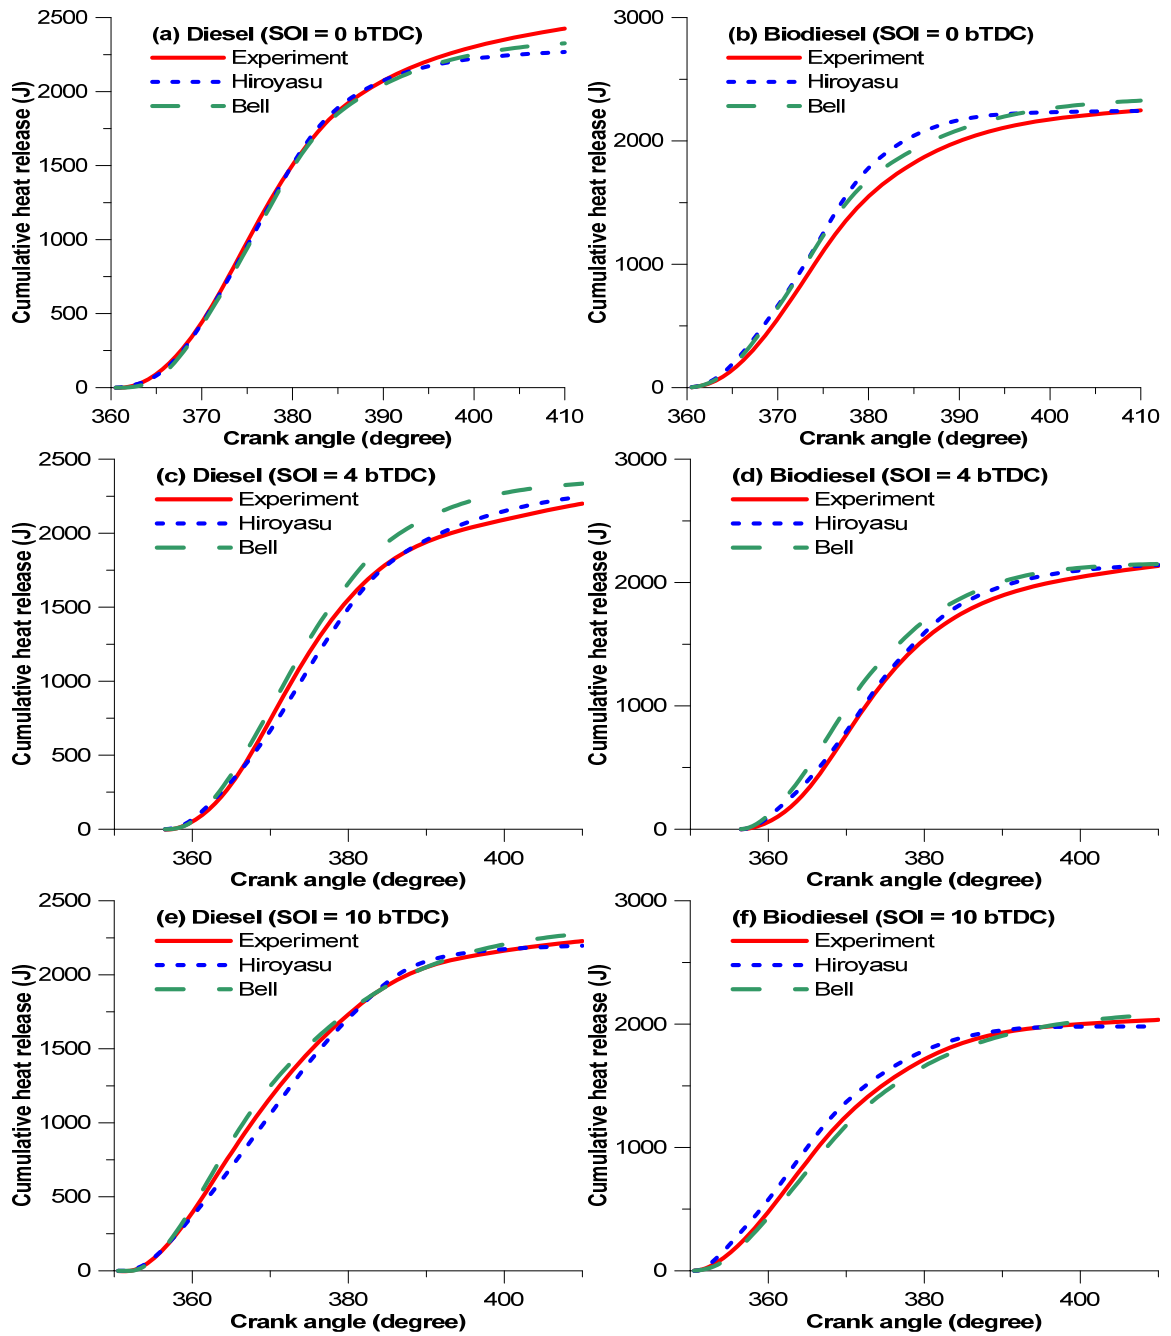 (a) Diesel (SOI = 0 bTDC)
Experiment
Hiroyasu
Bell
Cumulative heat release (J)
2500
2000
1500
1000
500
0
360
370
380
390
400
410
Crank angle (degree)
(b) Biodiesel (SOI = 0 bTDC)
Experiment
Hiroyasu
Bell
Cumulative heat release (J)
3000
2000
1000
0
360
370
380
390
400
410
Crank angle (degree)
(c) Diesel (SOI = 4 bTDC)
Experiment
Hiroyasu
Bell
Cumulative heat release (J)
2500
2000
1500
1000
500
0
360
380
400
Crank angle (degree)
(d) Biodiesel (SOI = 4 bTDC)
Experiment
Hiroyasu
Bell
Cumulative heat release (J)
3000
2000
1000
0
360
380
400
Crank angle (degree)
(e) Diesel (SOI = 10 bTDC)
Experiment
Hiroyasu
Bell
Cumulative heat release (J)
2500
2000
1500
1000
500
0
360
380
400
Crank angle (degree)
(f) Biodiesel (SOI = 10 bTDC)
Experiment
Hiroyasu
Bell
Cumulative heat release (J)
3000
2000
1000
0
360
380
400
Crank angle (degree)